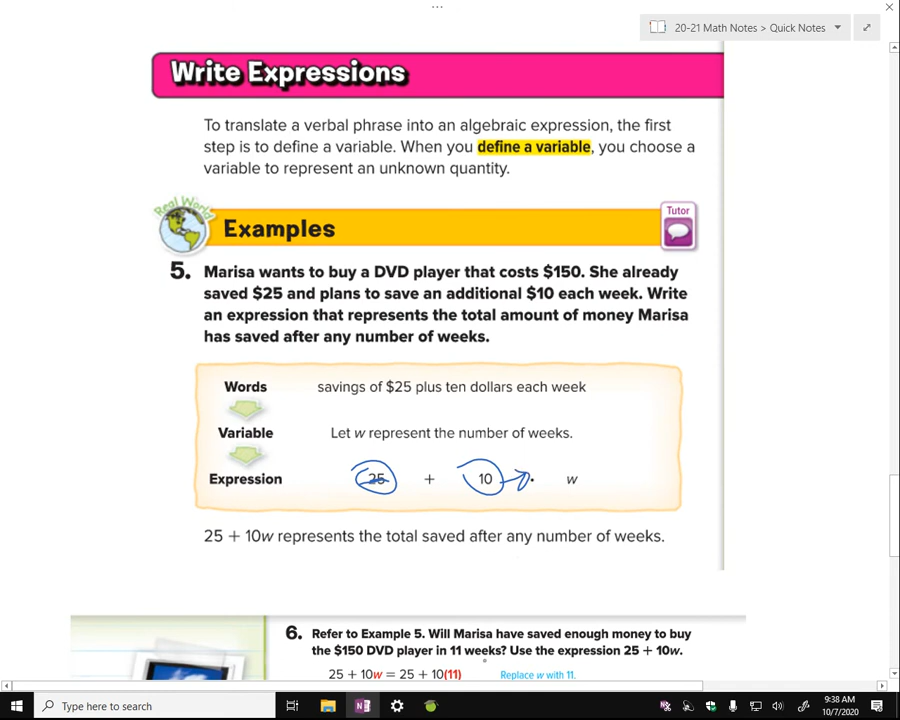 20-21 Math Notes > Quick Notes
Write Expressions
To translate a verbal phrase into an algebraic expression, the first
step is to define a variable. When you define a variable, you choose a
variable to represent an unknown quantity.
Real World
Examples
Tutor
5. Marisa wants to buy a DVD player that costs $150. She already
saved $25 and plans to save an additional $10 each week. Write
an expression that represents the total amount of money Marisa
has saved after any number of weeks.
Words savings of $25 plus ten dollars each week
Variable Let w represent the number of weeks.
Expression 25 + 10 • w
25 + 10w represents the total saved after any number of weeks.
6. Refer to Example 5. Will Marisa have saved enough money to buy
the $150 DVD player in 11 weeks? Use the expression 25 + 10w.
25 + 10w = 25 + 10(11) Replace w with 11.
Type here to search
9:38 AM
10/7/2020